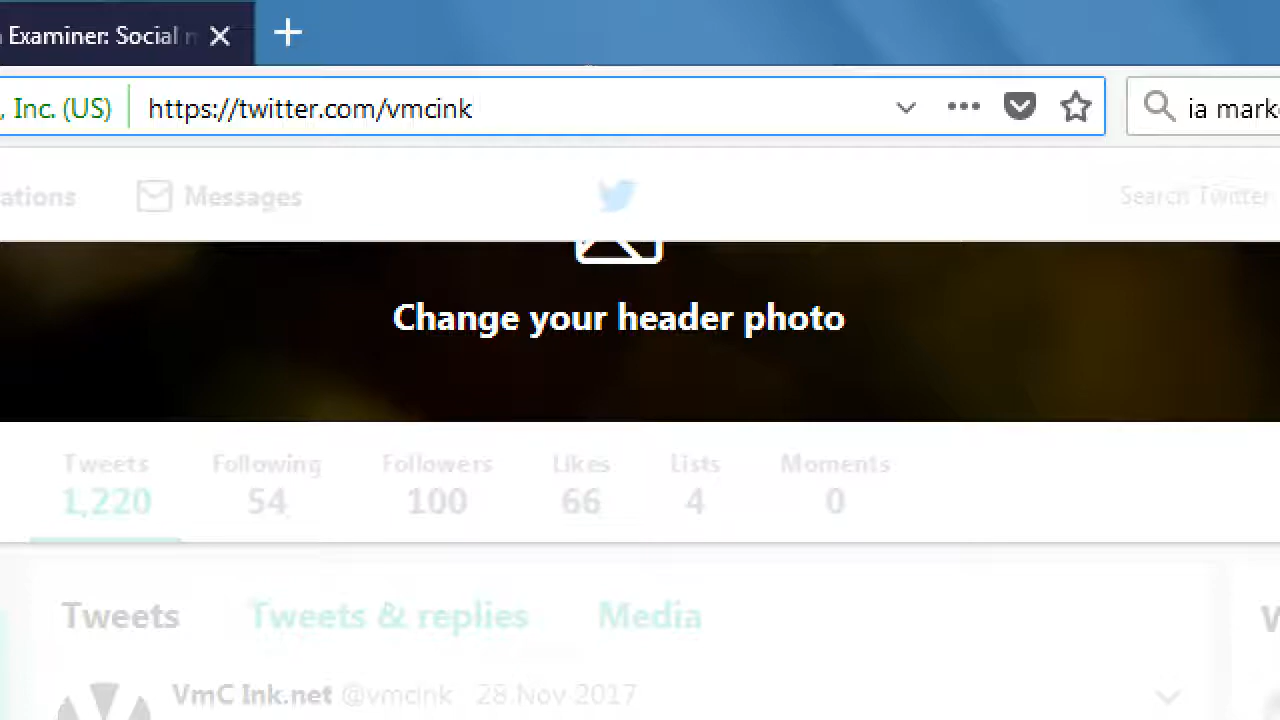 Examiner: Social
, Inc. (US) https://twitter.com/vmcink ia mark
ations Messages Search Twitter
Change your header photo
Tweets Following Followers Likes Lists Moments
1,220 54 100 66 4 0
Tweets Tweets & replies Media
VmC Ink.net @vmcink 28 Nov 2017